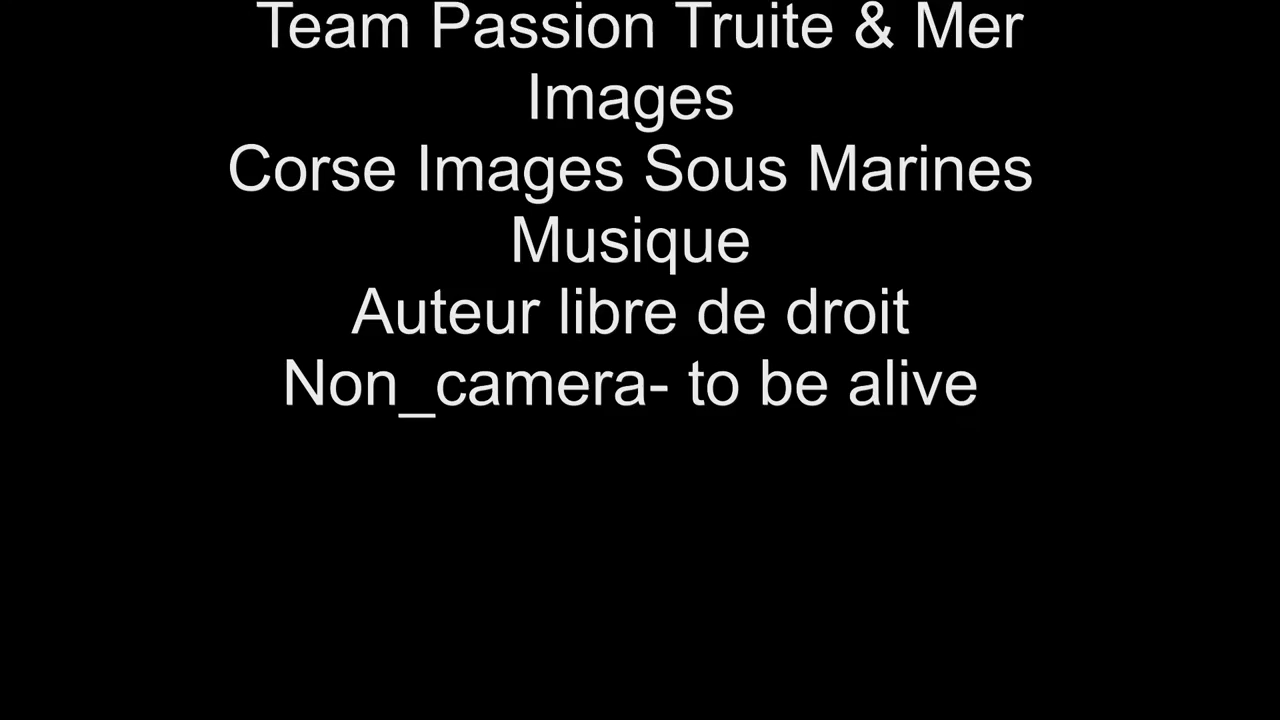 Team Passion Truite & Mer
Images
Corse Images Sous Marines
Musique
Auteur libre de droit
Non_camera- to be alive